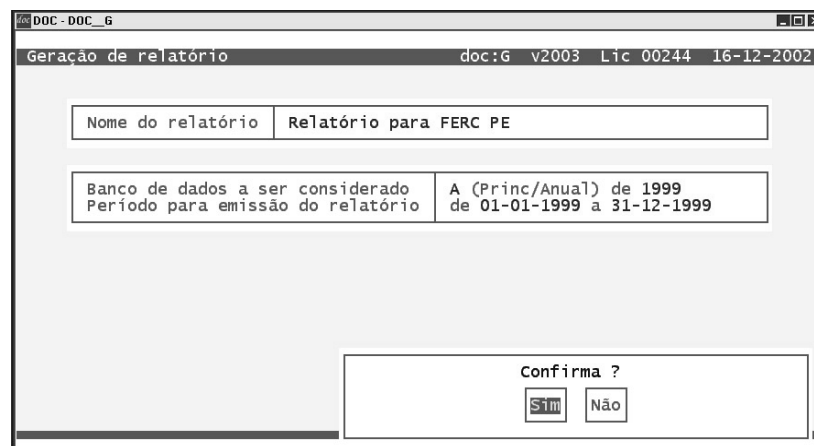 doc DOC - DOC__G
Geração de relatório doc:G v2003 Lic 00244 16-12-2002
Nome do relatório Relatório para FERC PE
Banco de dados a ser considerado A (Princ/Anual) de 1999
Período para emissão do relatório de 01-01-1999 a 31-12-1999
Confirma ?
Sim Não